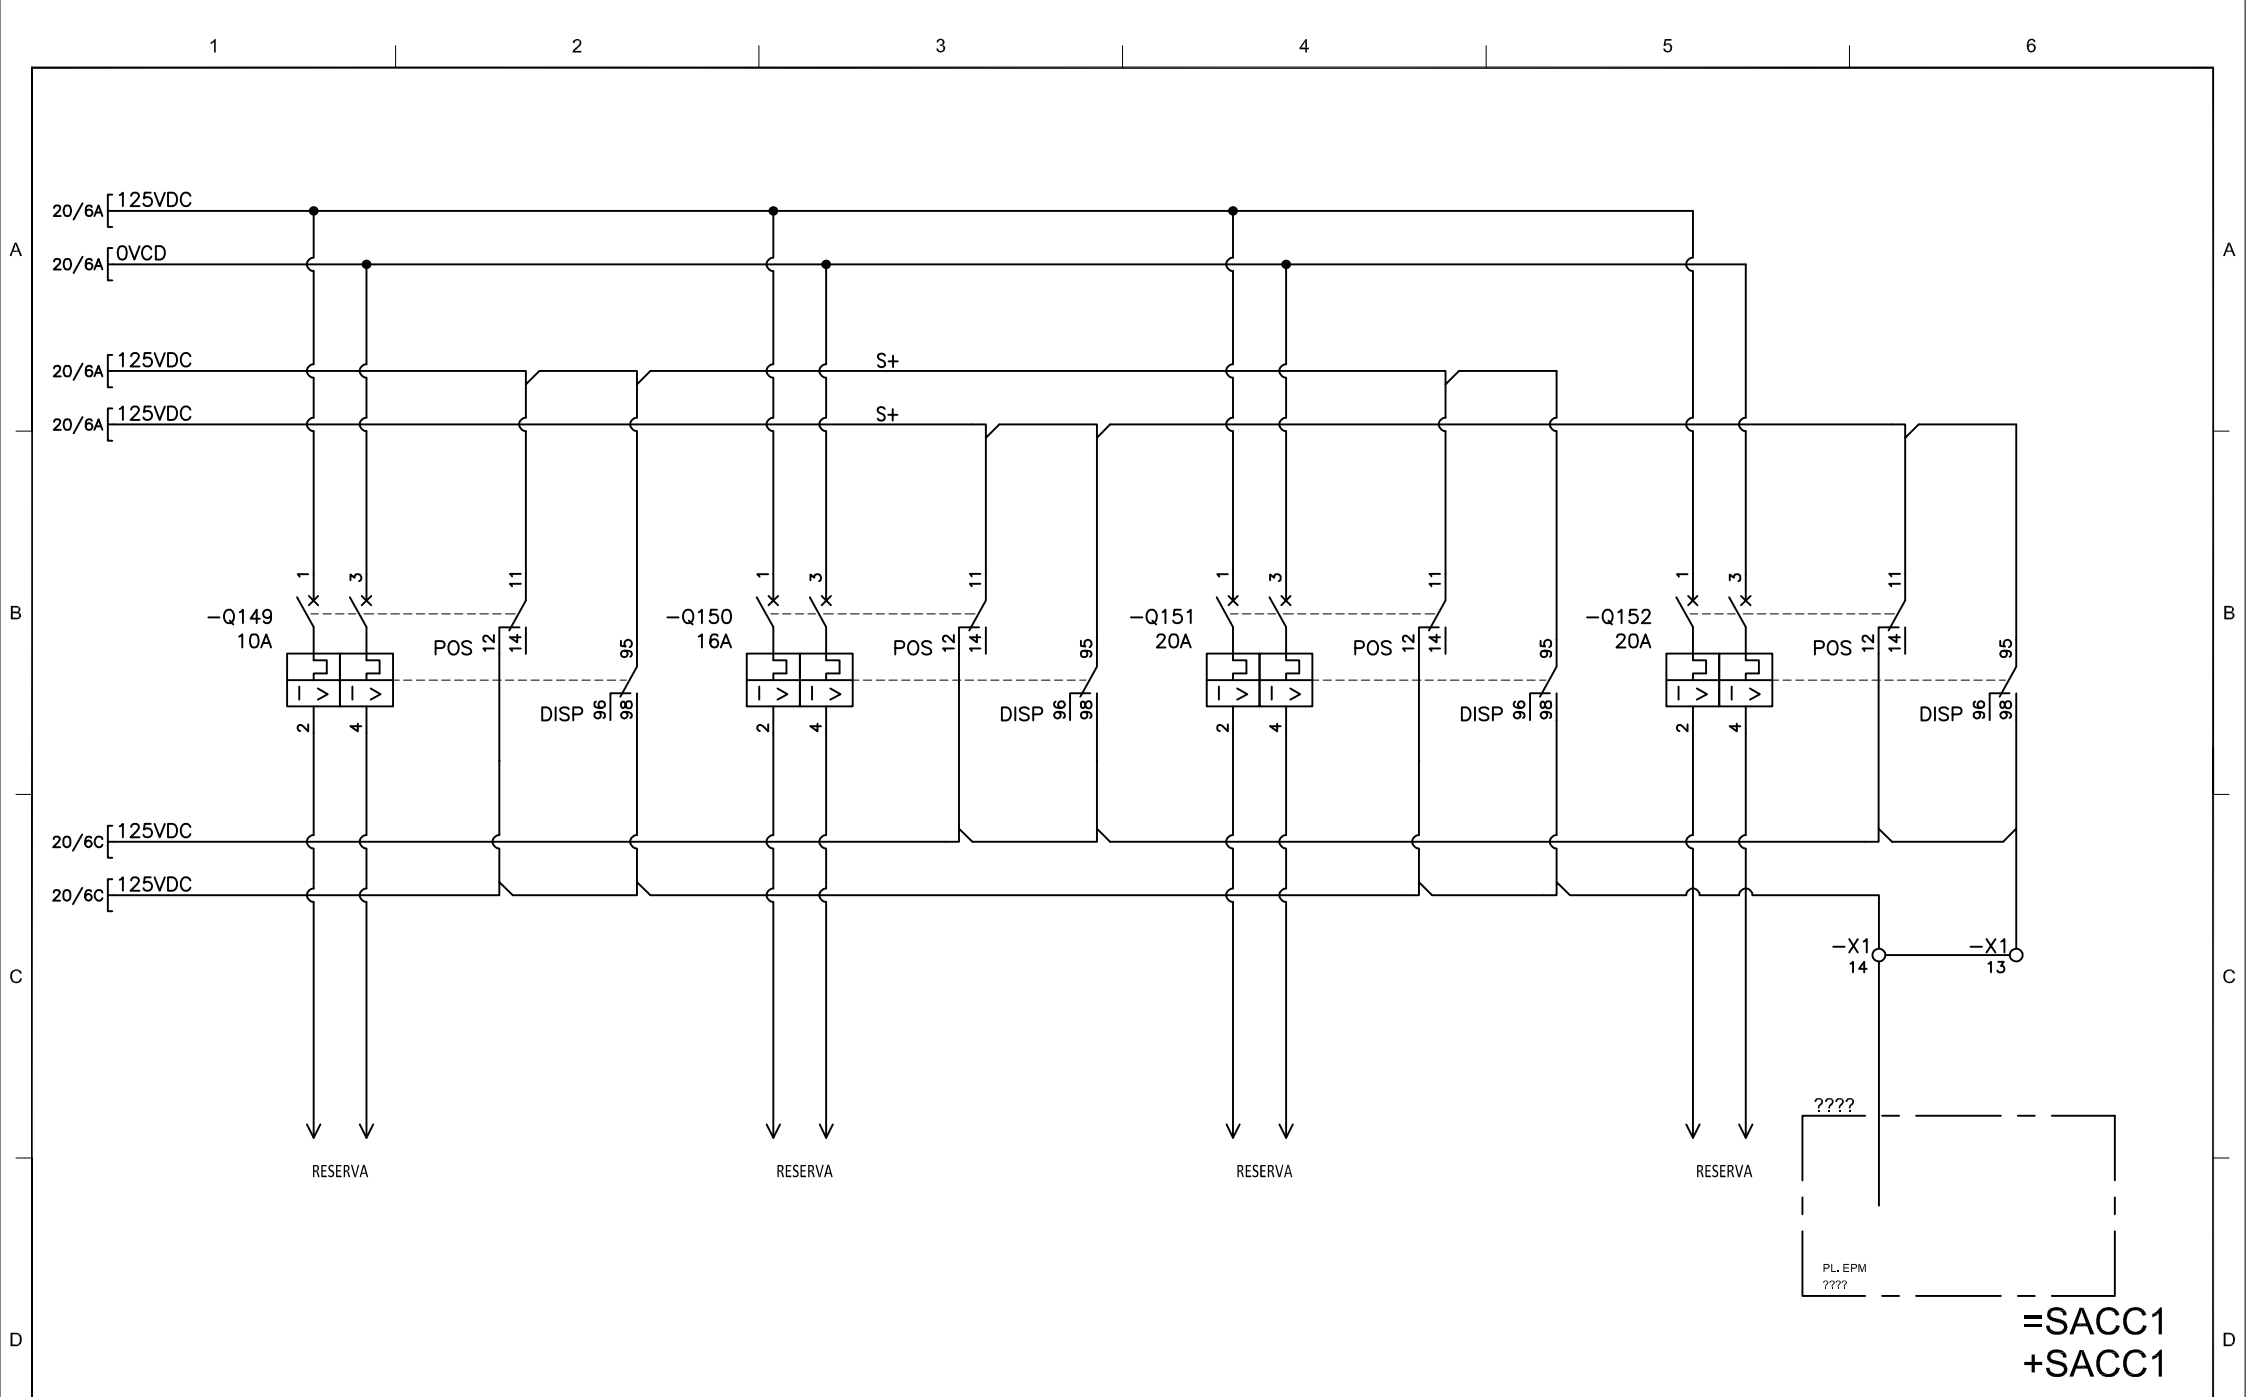 1 2 3 4 5 6
20/6A 125VDC
A A
20/6A 0VCD
20/6A 125VDC S+
20/6A 125VDC S+
1 3 11 1 3 11 1 3 11 1 3 11
B B
-Q149 -Q150 -Q151 -Q152
10A 16A 20A 20A
POS 12 14 95 POS 12 14 95 POS 12 14 95 POS 12 14 95
I > I > I > I > I > I > I > I >
DISP 96 98 DISP 96 98 DISP 96 98 DISP 96 98
2 4 2 4 2 4 2 4
20/6C 125VDC
20/6C 125VDC
-X1 -X1
14 13
C C
????
RESERVA RESERVA RESERVA RESERVA
PL. EPM
????
=SACC1
D D
+SACC1